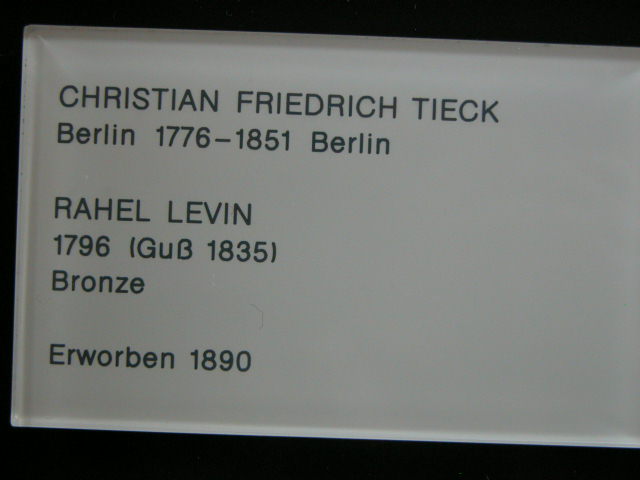 CHRISTIAN FRIEDRICH TIECK
Berlin 1776–1851 Berlin
RAHEL LEVIN
1796 (Guß 1835)
Bronze
Erworben 1890